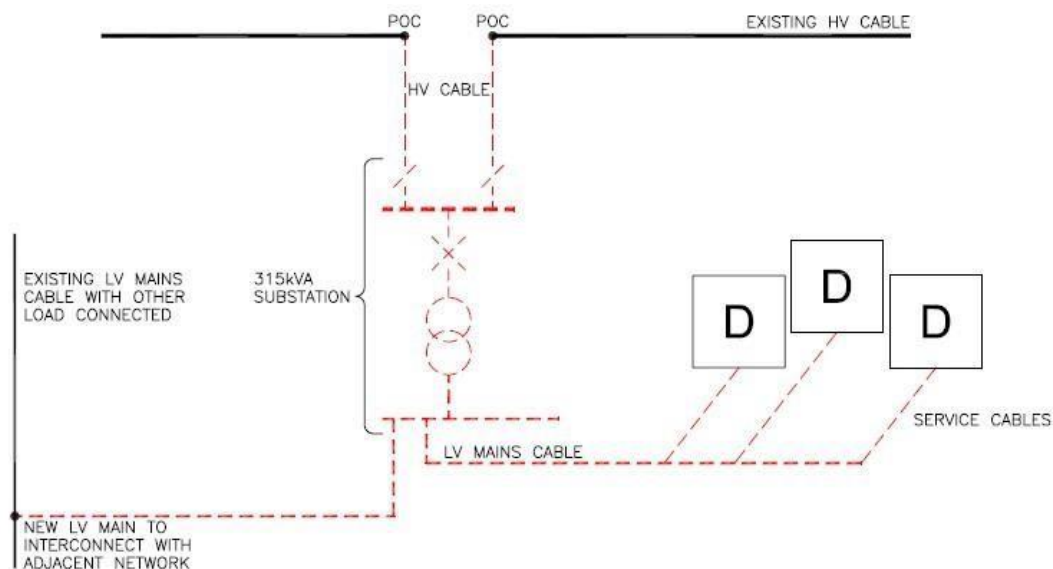 POC
POC
EXISTING HV CABLE
HV CABLE
EXISTING LV MAINS
CABLE WITH OTHER
LOAD CONNECTED
315kVA
SUBSTATION
D
D
D
SERVICE CABLES
LV MAINS CABLE
NEW LV MAIN TO
INTERCONNECT WITH
ADJACENT NETWORK